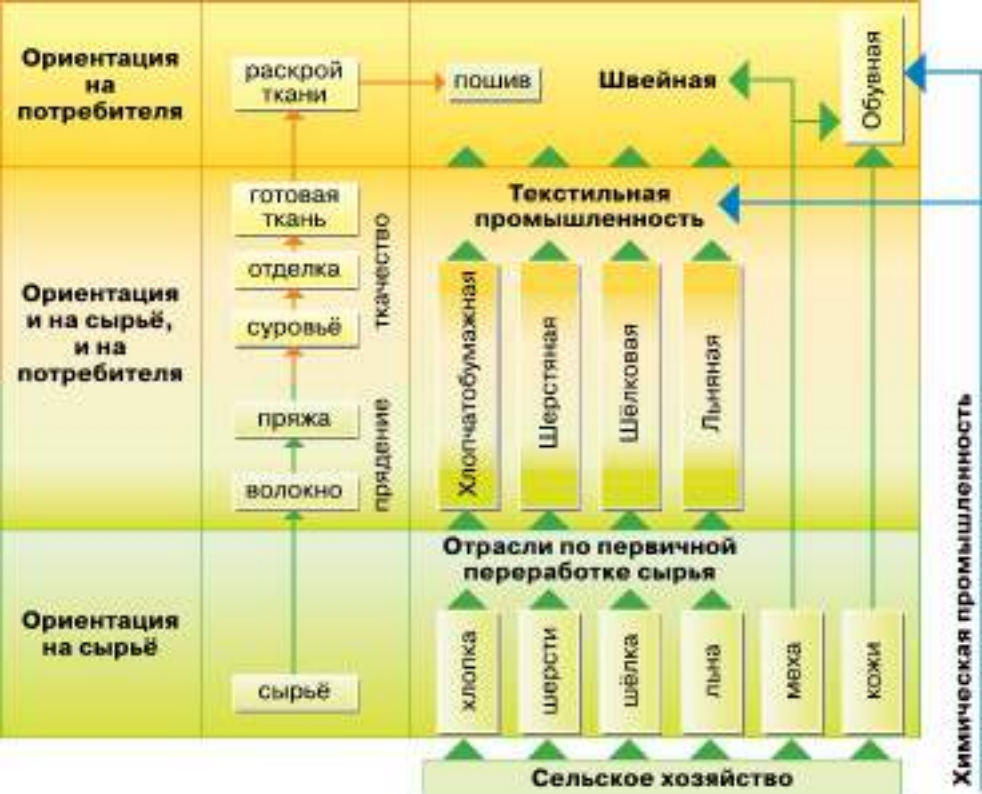 Ориентация
на
потребителя
раскрой
ткани
пошив
Швейная
Обувная
Ориентация
и на сырьё,
и на
потребителя
готовая
ткань
отделка
суровьё
пряжа
волокно
ткачество
прядение
Текстильная
промышленность
Хлопчатобумажная
Шерстяная
Шёлковая
Льняная
Ориентация
на сырьё
сырьё
Отрасли по первичной
переработке сырья
хлопка
шерсти
шёлка
льна
меха
кожи
Сельское хозяйство
Химическая промышленность